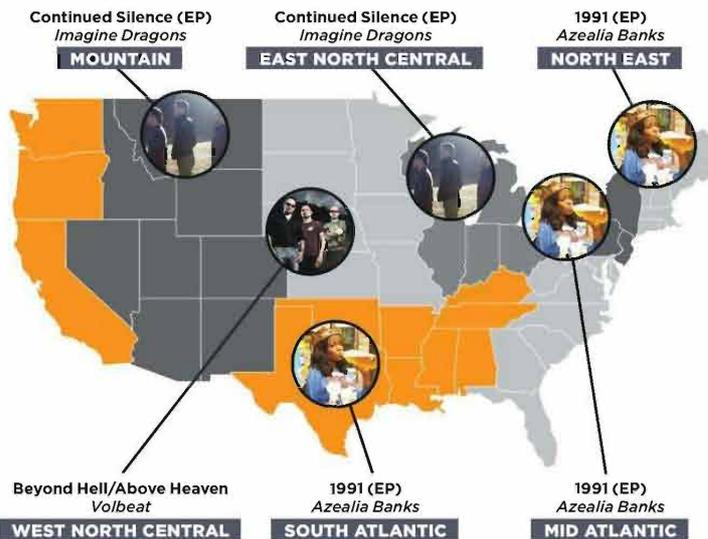 Continued Silence (EP)
Imagine Dragons
MOUNTAIN
Continued Silence (EP)
Imagine Dragons
EAST NORTH CENTRAL
1991 (EP)
Azealia Banks
NORTH EAST
Beyond Hell/Above Heaven
Volbeat
WEST NORTH CENTRAL
1991 (EP)
Azealia Banks
SOUTH ATLANTIC
1991 (EP)
Azealia Banks
MID ATLANTIC